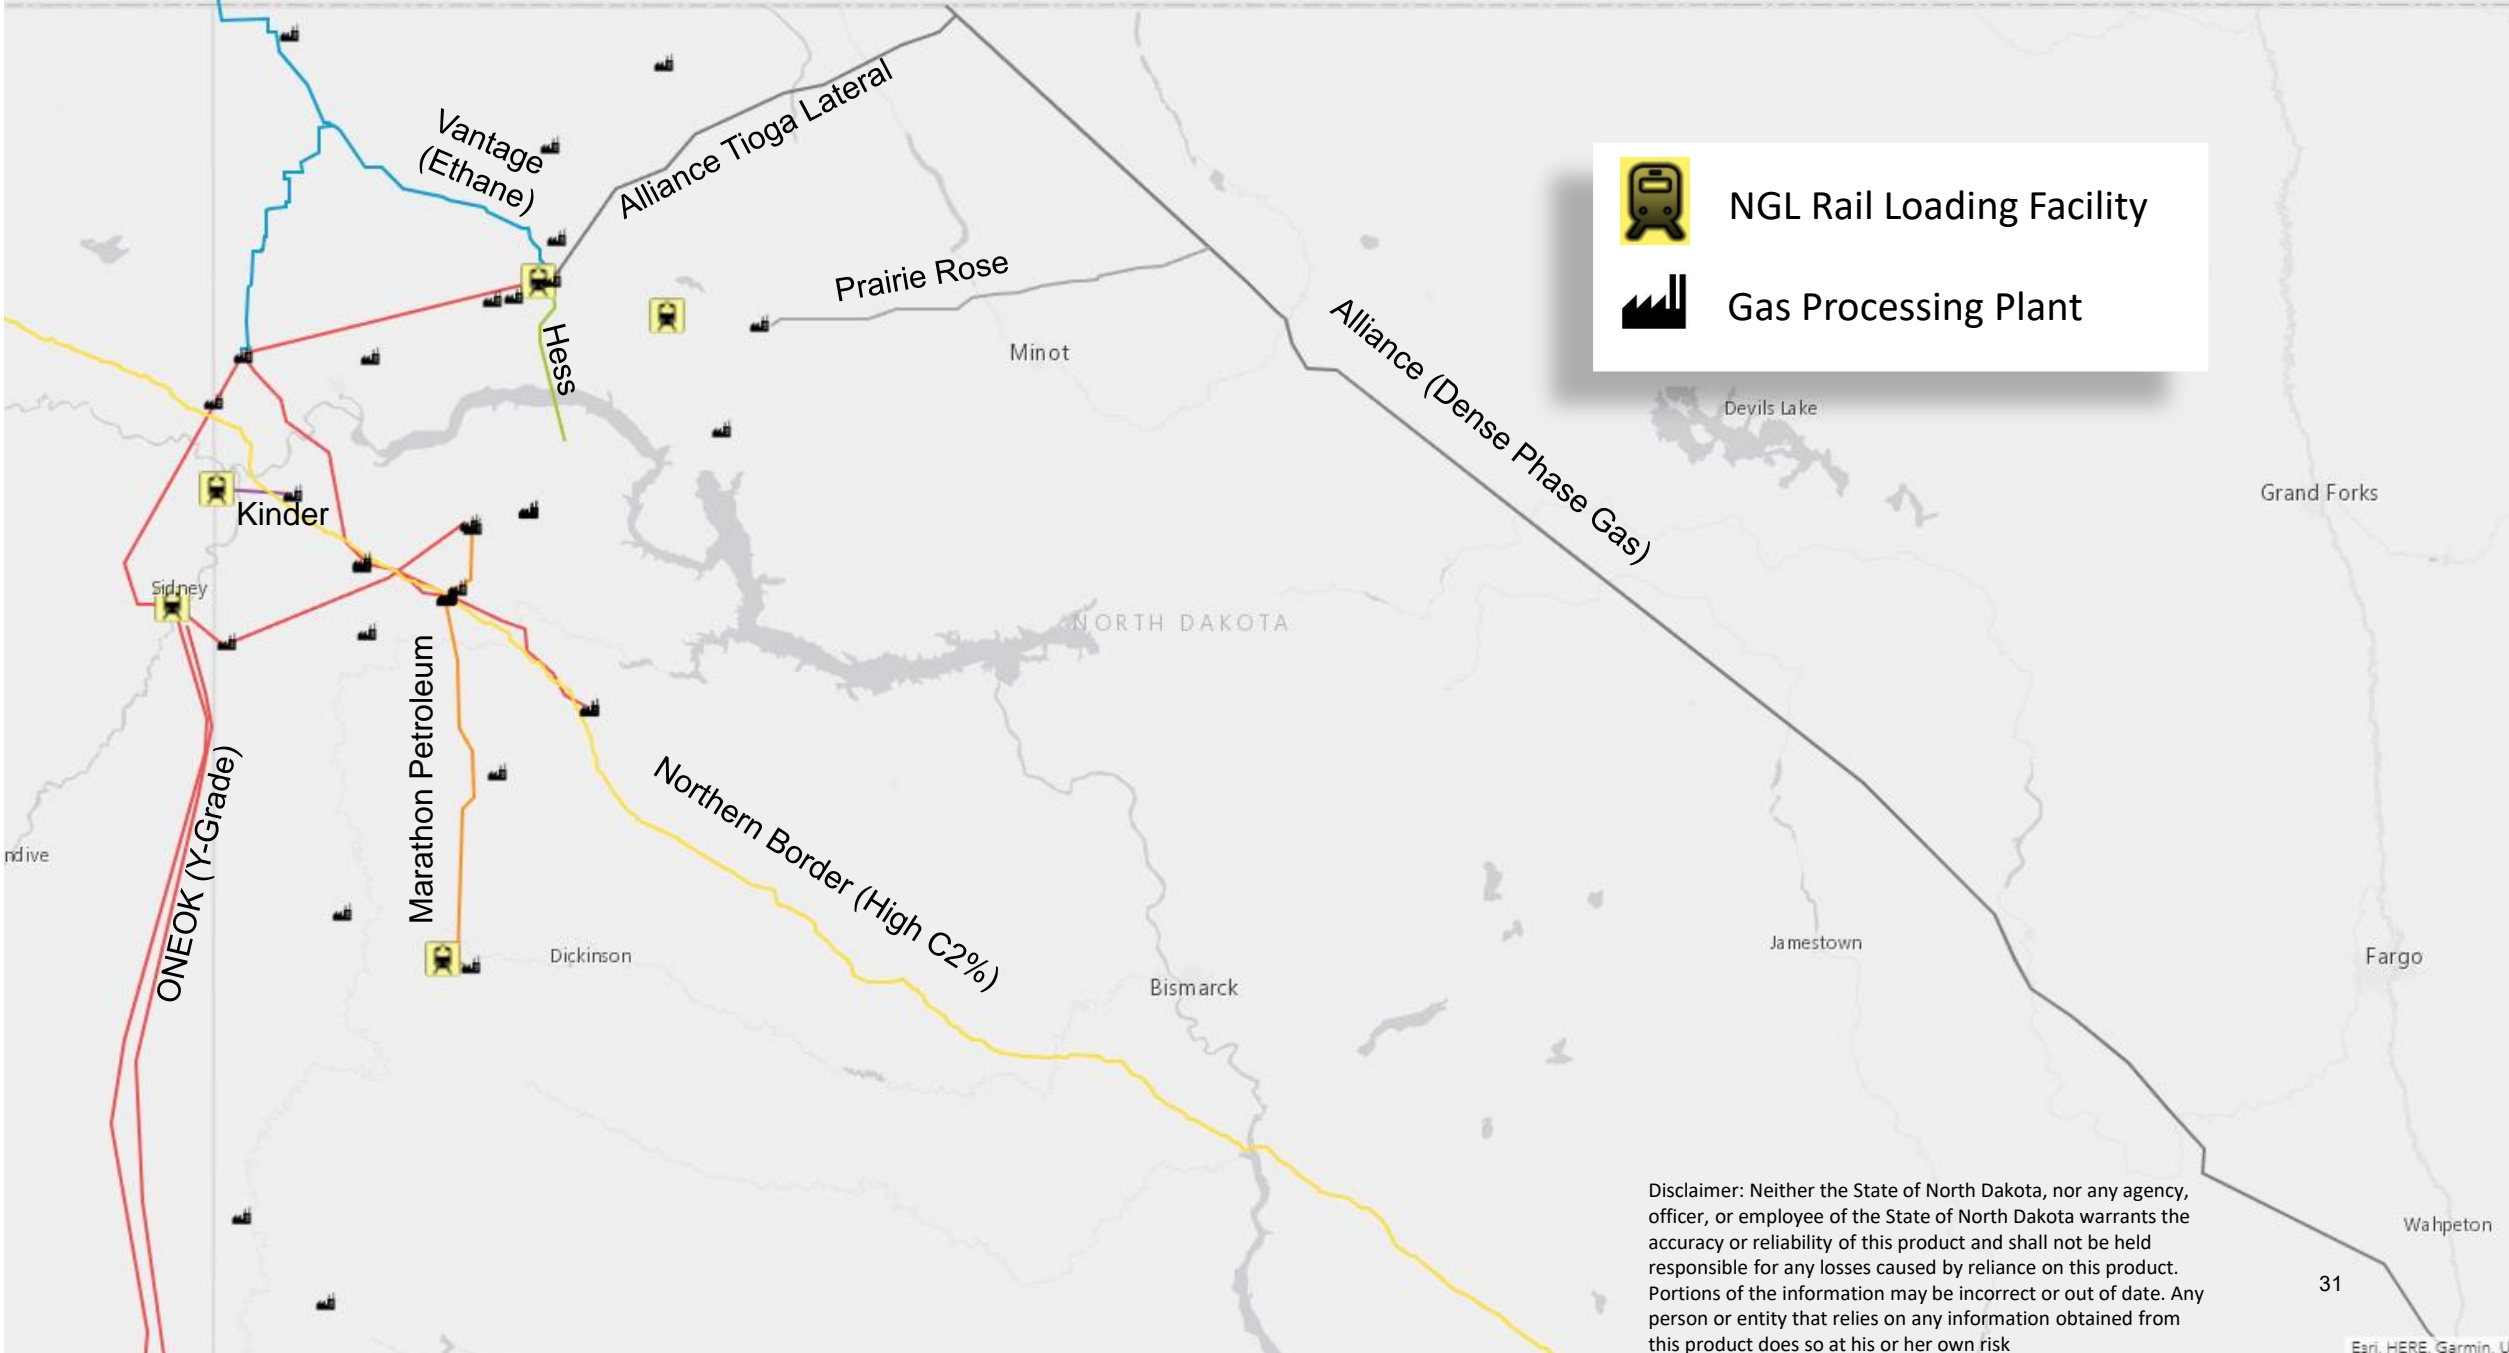 Vantage
(Ethane)
Alliance Tioga Lateral
NGL Rail Loading Facility
Gas Processing Plant
Prairie Rose
Hess
Minot
Alliance (Dense Phase Gas)
Devils Lake
Grand Forks
Kinder
Sidney
NORTH DAKOTA
Marathon Petroleum
ONEOK (Y-Grade)
Northern Border (High C2%)
ndive
Dickinson
Bismarck
Jamestown
Fargo
Wahpeton
Disclaimer: Neither the State of North Dakota, nor any agency,
officer, or employee of the State of North Dakota warrants the
accuracy or reliability of this product and shall not be held
responsible for any losses caused by reliance on this product.
Portions of the information may be incorrect or out of date. Any
person or entity that relies on any information obtained from
this product does so at his or her own risk
31
Esri, HERE, Garmin, U